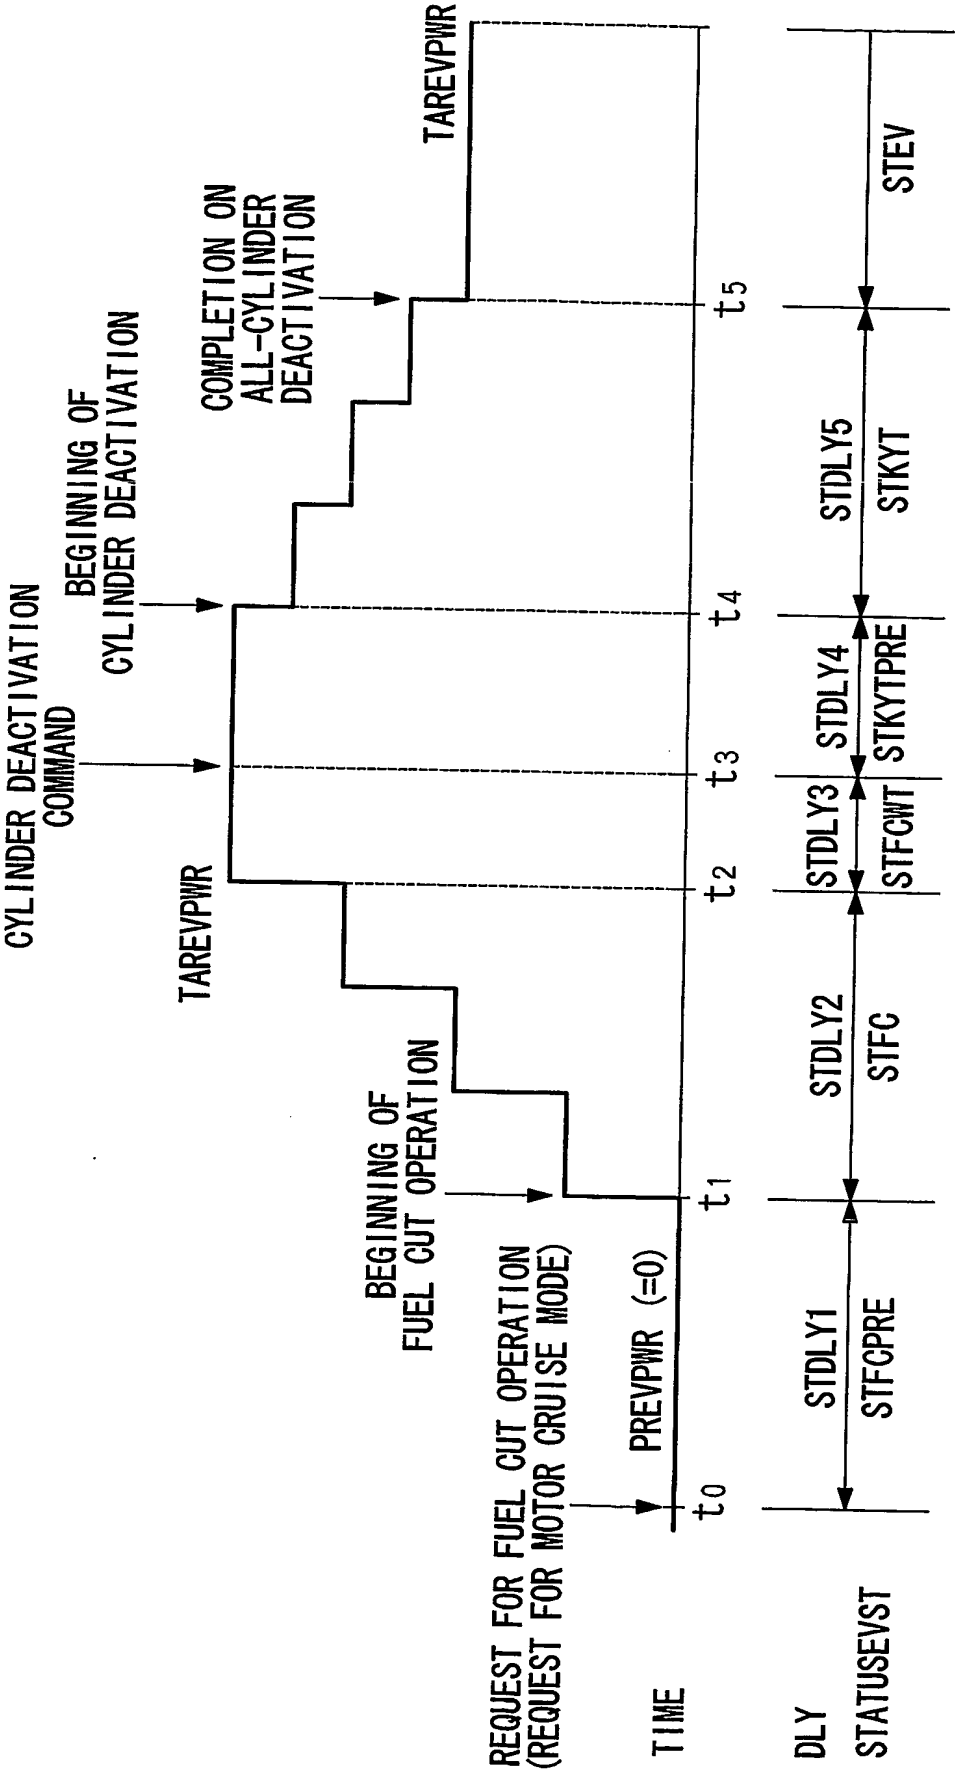 CYLINDER DEACTIVATION
COMMAND
BEGINNING OF
CYLINDER DEACTIVATION
COMPLETION ON
ALL-CYLINDER
DEACTIVATION
TAREVPWR
TAREVPWR
BEGINNING OF
FUEL CUT OPERATION
REQUEST FOR FUEL CUT OPERATION
(REQUEST FOR MOTOR CRUISE MODE)
PREVPWR (=0)
TIME
t0
t1
t2
t3
t4
t5
DLY
STDLY1
STDLY2
STDLY3
STDLY4
STDLY5
STATUSEVST
STFCPRE
STFC
STFCWT
STKYTPRE
STKYT
STEV